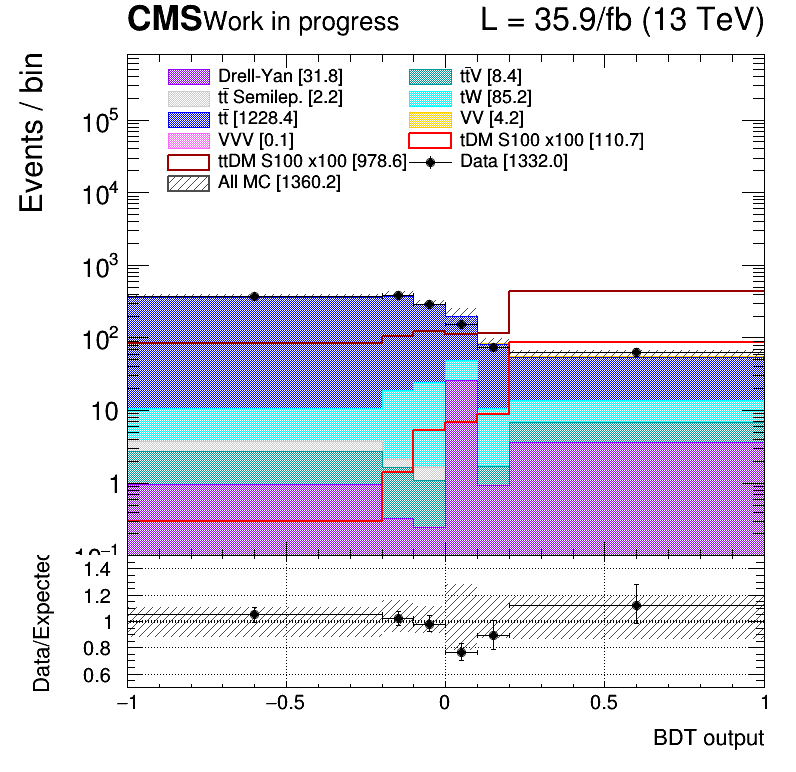 CMS Work in progress L = 35.9/fb (13 TeV)
Events / bin
Drell-Yan [31.8] tt̄V [8.4]
tt̄ Semilep. [2.2] tW [85.2]
tt̄ [1228.4] VV [4.2]
VVV [0.1] tDM S100 x100 [110.7]
ttDM S100 x100 [978.6] Data [1332.0]
All MC [1360.2]
10⁵
10⁴
10³
10²
10
1
10⁻¹
Data/Expected
1.4
1.2
1
0.8
0.6
−1 −0.5 0 0.5 1
BDT output